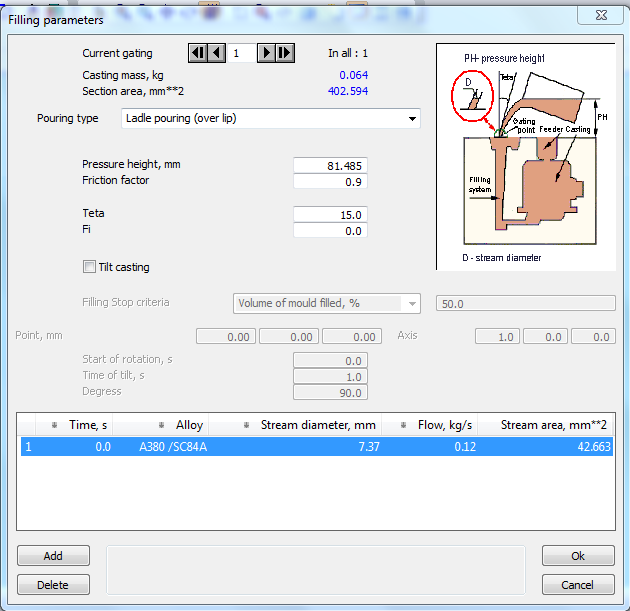 Filling parameters
Current gating 1 In all : 1
Casting mass, kg 0.064
Section area, mm**2 402.594
Pouring type Ladle pouring (over lip)
Pressure height, mm 81.485
Friction factor 0.9
Teta 15.0
Fi 0.0
Tilt casting
Filling Stop criteria Volume of mould filled, % 50.0
Point, mm 0.00 0.00 0.00 Axis 1.0 0.0 0.0
Start of rotation, s 0.0
Time of tilt, s 1.0
Degress 90.0
PH- pressure height
Teta
D
PH
Gating
point
Feeder Casting
Filling
system
D - stream diameter
Time, s Alloy Stream diameter, mm Flow, kg/s Stream area, mm**2
1 0.0 A380 /SC84A 7.37 0.12 42.663
Add Ok
Delete Cancel